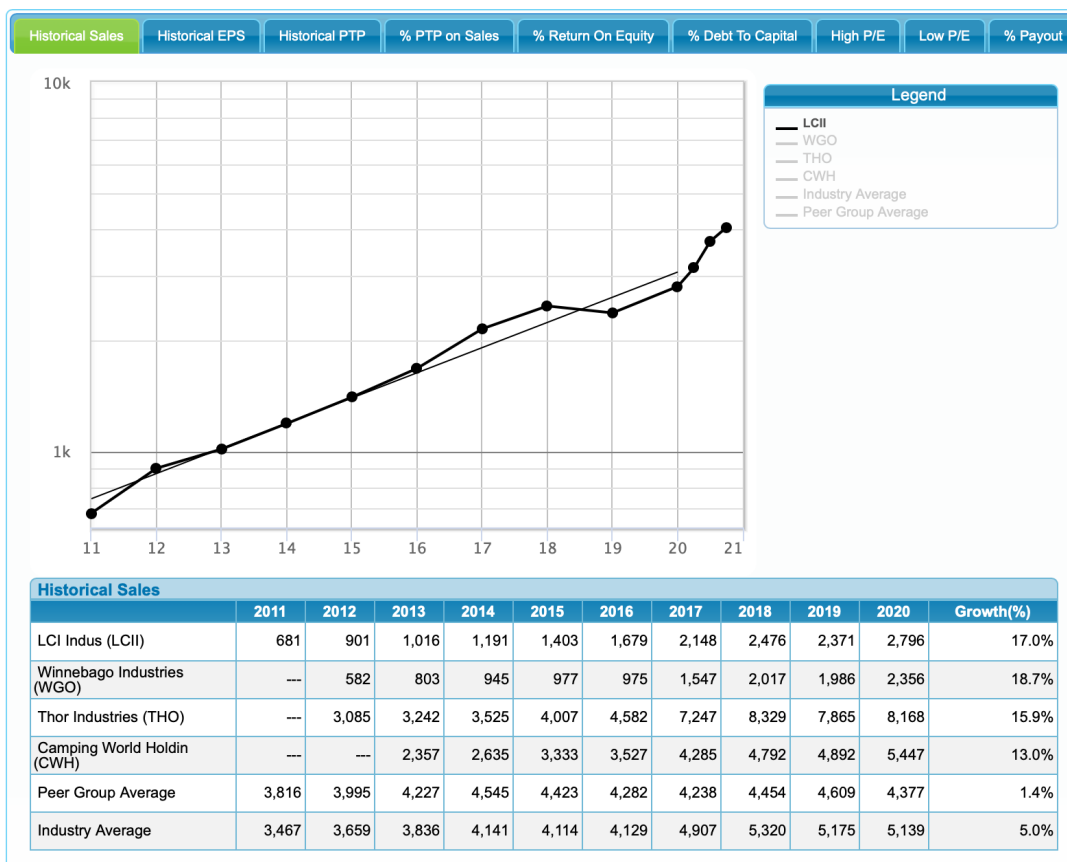 Historical Sales Historical EPS Historical PTP % PTP on Sales % Return On Equity % Debt To Capital High P/E Low P/E % Payout
10k
1k
11 12 13 14 15 16 17 18 19 20 21
Legend
LCII
WGO
THO
CWH
Industry Average
Peer Group Average
Historical Sales
2011 2012 2013 2014 2015 2016 2017 2018 2019 2020 Growth(%)
LCI Indus (LCII) 681 901 1,016 1,191 1,403 1,679 2,148 2,476 2,371 2,796 17.0%
Winnebago Industries
(WGO) --- 582 803 945 977 975 1,547 2,017 1,986 2,356 18.7%
Thor Industries (THO) --- 3,085 3,242 3,525 4,007 4,582 7,247 8,329 7,865 8,168 15.9%
Camping World Holdin
(CWH) --- --- 2,357 2,635 3,333 3,527 4,285 4,792 4,892 5,447 13.0%
Peer Group Average 3,816 3,995 4,227 4,545 4,423 4,282 4,238 4,454 4,609 4,377 1.4%
Industry Average 3,467 3,659 3,836 4,141 4,114 4,129 4,907 5,320 5,175 5,139 5.0%